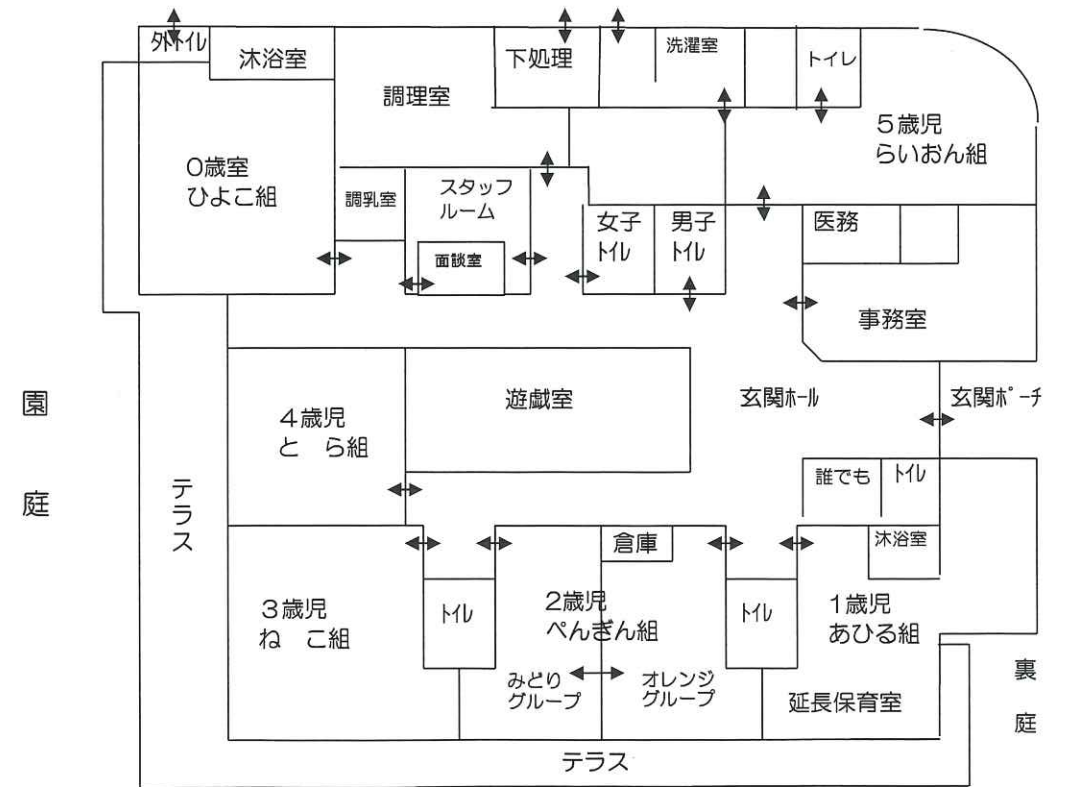 外トイレ
沐浴室
調理室
下処理
洗濯室
トイレ
5歳児
らいおん組
0歳室
ひよこ組
調乳室
スタッフ
ルーム
面談室
女子
トイレ
男子
トイレ
医務
事務室
園庭
4歳児
と ら組
遊戯室
玄関ホール
玄関ポーチ
テラス
誰でも
トイレ
倉庫
沐浴室
3歳児
ね こ組
トイレ
2歳児
ぺんぎん組
トイレ
1歳児
あひる組
みどり
グループ
オレンジ
グループ
延長保育室
裏庭
テラス